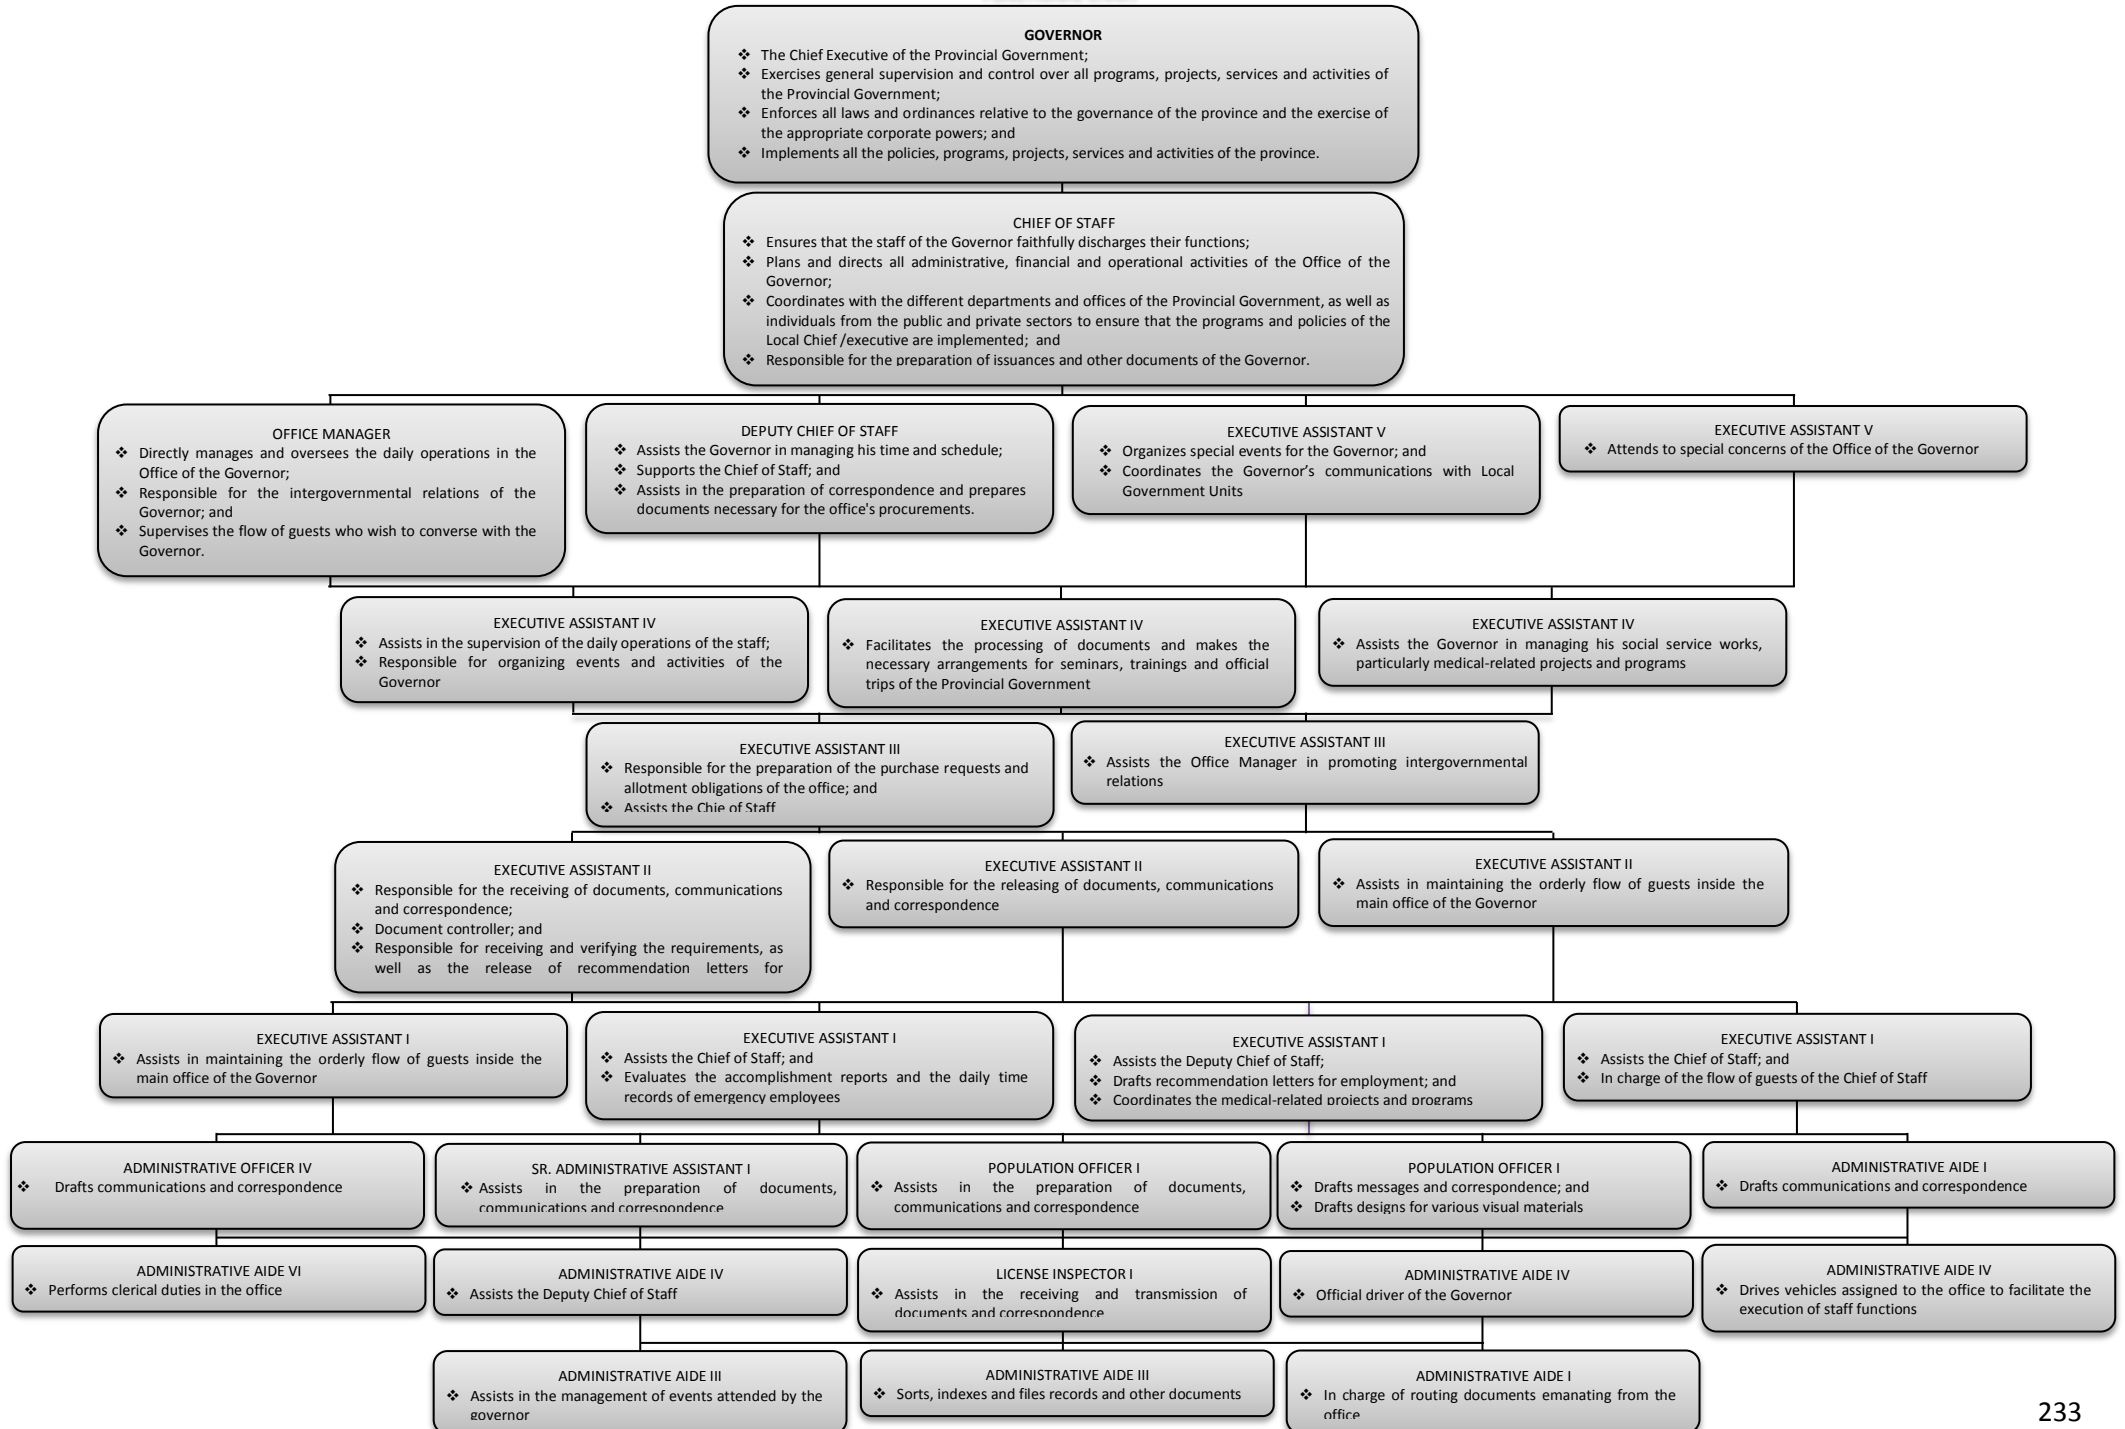 GOVERNOR
❖ The Chief Executive of the Provincial Government;
❖ Exercises general supervision and control over all programs, projects, services and activities of
the Provincial Government;
❖ Enforces all laws and ordinances relative to the governance of the province and the exercise of
the appropriate corporate powers; and
❖ Implements all the policies, programs, projects, services and activities of the province.
CHIEF OF STAFF
❖ Ensures that the staff of the Governor faithfully discharges their functions;
❖ Plans and directs all administrative, financial and operational activities of the Office of the
Governor;
❖ Coordinates with the different departments and offices of the Provincial Government, as well as
individuals from the public and private sectors to ensure that the programs and policies of the
Local Chief /executive are implemented; and
❖ Responsible for the preparation of issuances and other documents of the Governor.
OFFICE MANAGER
❖ Directly manages and oversees the daily operations in the
Office of the Governor;
❖ Responsible for the intergovernmental relations of the
Governor; and
❖ Supervises the flow of guests who wish to converse with the
Governor.
DEPUTY CHIEF OF STAFF
❖ Assists the Governor in managing his time and schedule;
❖ Supports the Chief of Staff; and
❖ Assists in the preparation of correspondence and prepares
documents necessary for the office's procurements.
EXECUTIVE ASSISTANT V
❖ Organizes special events for the Governor; and
❖ Coordinates the Governor’s communications with Local
Government Units
EXECUTIVE ASSISTANT V
❖ Attends to special concerns of the Office of the Governor
EXECUTIVE ASSISTANT IV
❖ Assists in the supervision of the daily operations of the staff;
❖ Responsible for organizing events and activities of the
Governor
EXECUTIVE ASSISTANT IV
❖ Facilitates the processing of documents and makes the
necessary arrangements for seminars, trainings and official
trips of the Provincial Government
EXECUTIVE ASSISTANT IV
❖ Assists the Governor in managing his social service works,
particularly medical-related projects and programs
EXECUTIVE ASSISTANT III
❖ Responsible for the preparation of the purchase requests and
allotment obligations of the office; and
❖ Assists the Chie of Staff
EXECUTIVE ASSISTANT III
❖ Assists the Office Manager in promoting intergovernmental
relations
EXECUTIVE ASSISTANT II
❖ Responsible for the receiving of documents, communications
and correspondence;
❖ Document controller; and
❖ Responsible for receiving and verifying the requirements, as
well as the release of recommendation letters for
EXECUTIVE ASSISTANT II
❖ Responsible for the releasing of documents, communications
and correspondence
EXECUTIVE ASSISTANT II
❖ Assists in maintaining the orderly flow of guests inside the
main office of the Governor
EXECUTIVE ASSISTANT I
❖ Assists in maintaining the orderly flow of guests inside the
main office of the Governor
EXECUTIVE ASSISTANT I
❖ Assists the Chief of Staff; and
❖ Evaluates the accomplishment reports and the daily time
records of emergency employees
EXECUTIVE ASSISTANT I
❖ Assists the Deputy Chief of Staff;
❖ Drafts recommendation letters for employment; and
❖ Coordinates the medical-related projects and programs
EXECUTIVE ASSISTANT I
❖ Assists the Chief of Staff; and
❖ In charge of the flow of guests of the Chief of Staff
ADMINISTRATIVE OFFICER IV
❖ Drafts communications and correspondence
SR. ADMINISTRATIVE ASSISTANT I
❖ Assists in the preparation of documents,
communications and correspondence
POPULATION OFFICER I
❖ Assists in the preparation of documents,
communications and correspondence
POPULATION OFFICER I
❖ Drafts messages and correspondence; and
❖ Drafts designs for various visual materials
ADMINISTRATIVE AIDE I
❖ Drafts communications and correspondence
ADMINISTRATIVE AIDE VI
❖ Performs clerical duties in the office
ADMINISTRATIVE AIDE IV
❖ Assists the Deputy Chief of Staff
LICENSE INSPECTOR I
❖ Assists in the receiving and transmission of
documents and correspondence
ADMINISTRATIVE AIDE IV
❖ Official driver of the Governor
ADMINISTRATIVE AIDE IV
❖ Drives vehicles assigned to the office to facilitate the
execution of staff functions
ADMINISTRATIVE AIDE III
❖ Assists in the management of events attended by the
governor
ADMINISTRATIVE AIDE III
❖ Sorts, indexes and files records and other documents
ADMINISTRATIVE AIDE I
❖ In charge of routing documents emanating from the
office
233